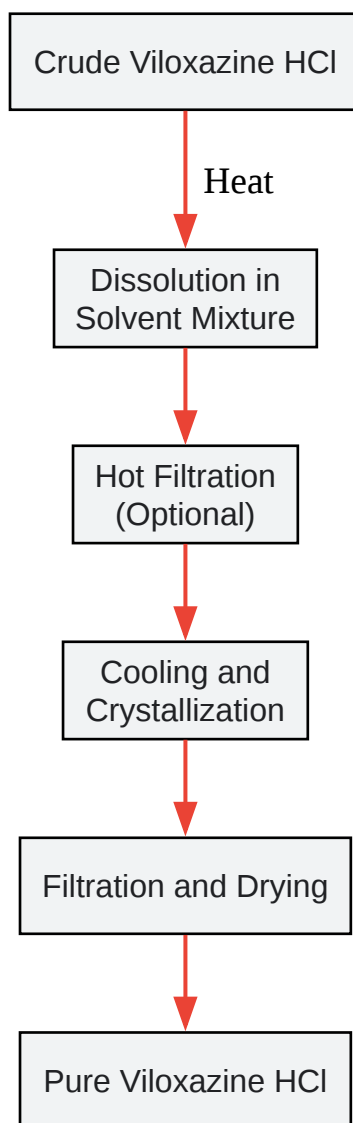 Crude Viloxazine HCl
Heat
Dissolution in
Solvent Mixture
Hot Filtration
(Optional)
Cooling and
Crystallization
Filtration and Drying
Pure Viloxazine HCl